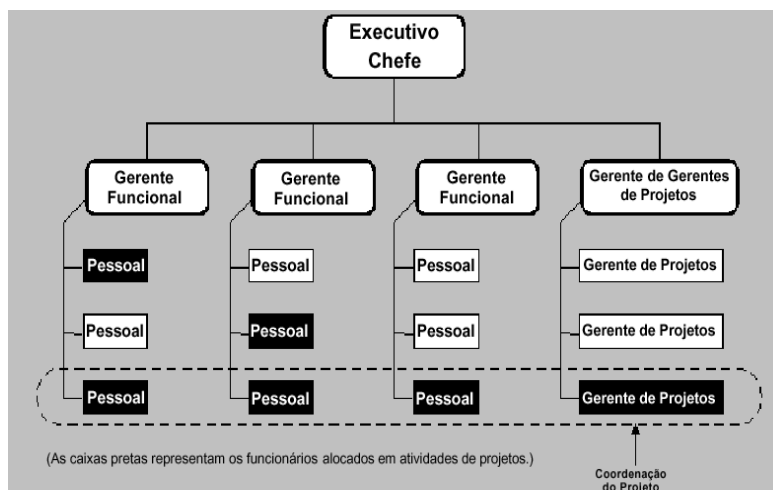 Executivo
Chefe
Gerente
Funcional
Gerente
Funcional
Gerente
Funcional
Gerente de Gerentes
de Projetos
Pessoal
Pessoal
Pessoal
Gerente de Projetos
Pessoal
Pessoal
Pessoal
Gerente de Projetos
Pessoal
Pessoal
Pessoal
Gerente de Projetos
(As caixas pretas representam os funcionários alocados em atividades de projetos.)
Coordenação
do Projeto